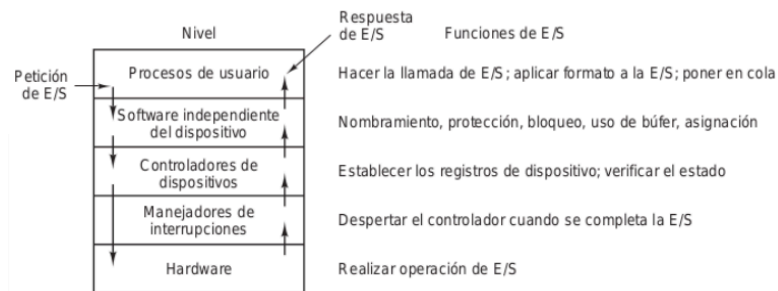 Respuesta
de E/S
Nivel
Funciones de E/S
Petición
de E/S
Procesos de usuario
Hacer la llamada de E/S; aplicar formato a la E/S; poner en cola
Software independiente
del dispositivo
Nombramiento, protección, bloqueo, uso de búfer, asignación
Controladores de
dispositivos
Establecer los registros de dispositivo; verificar el estado
Manejadores de
interrupciones
Despertar el controlador cuando se completa la E/S
Hardware
Realizar operación de E/S